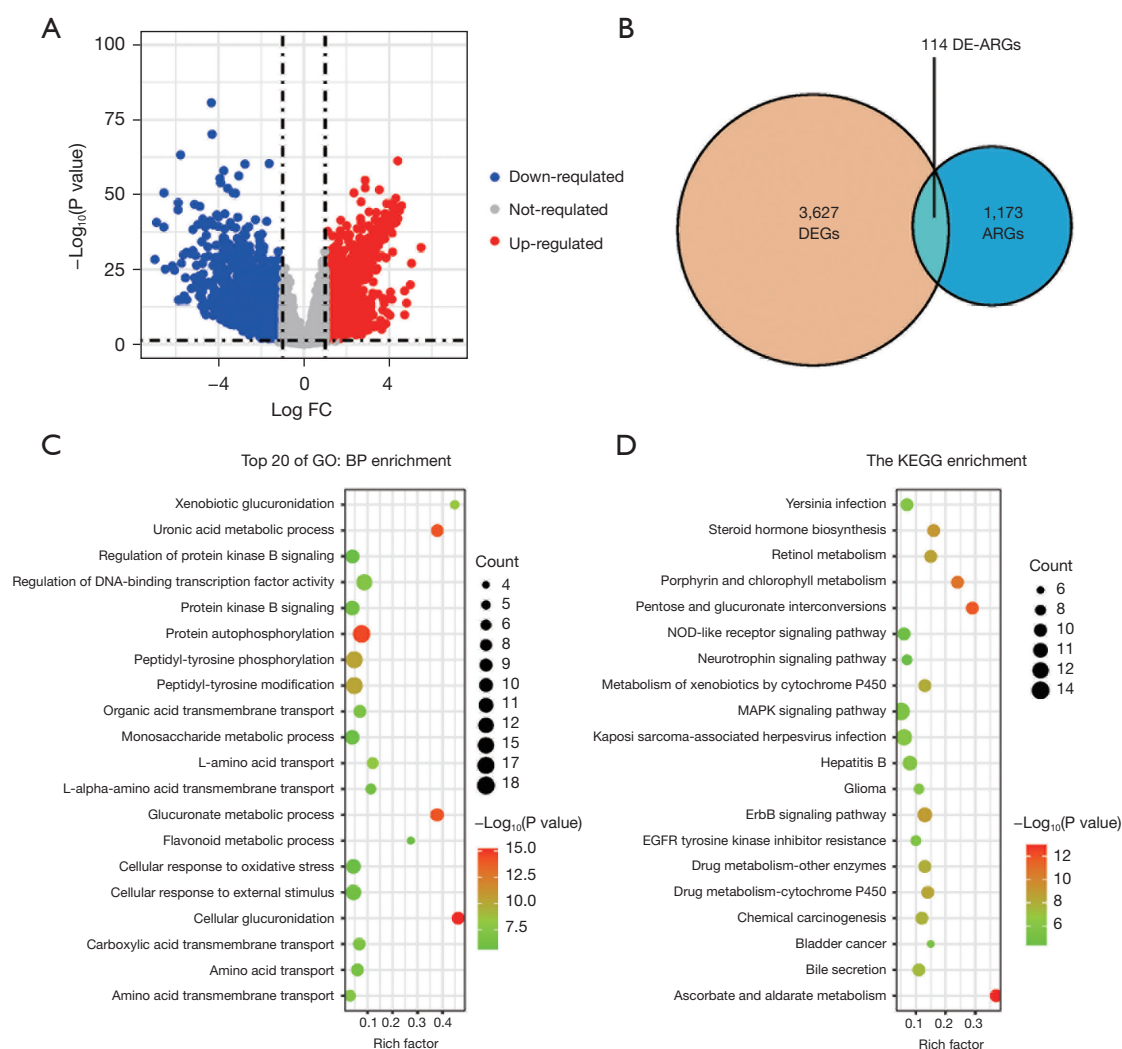 A
100
75
50
25
0
−Log10(P value)
−4
0
4
Log FC
Down-requlated
Not-requlated
Up-regulated
B
114 DE-ARGs
3,627
DEGs
1,173
ARGs
C
Top 20 of GO: BP enrichment
Xenobiotic glucuronidation
Uronic acid metabolic process
Regulation of protein kinase B signaling
Regulation of DNA-binding transcription factor activity
Protein kinase B signaling
Protein autophosphorylation
Peptidyl-tyrosine phosphorylation
Peptidyl-tyrosine modification
Organic acid transmembrane transport
Monosaccharide metabolic process
L-amino acid transport
L-alpha-amino acid transmembrane transport
Glucuronate metabolic process
Flavonoid metabolic process
Cellular response to oxidative stress
Cellular response to external stimulus
Cellular glucuronidation
Carboxylic acid transmembrane transport
Amino acid transport
Amino acid transmembrane transport
0.1 0.2 0.3 0.4
Rich factor
Count
4
5
6
8
9
10
11
12
15
17
18
−Log10(P value)
15.0
12.5
10.0
7.5
D
The KEGG enrichment
Yersinia infection
Steroid hormone biosynthesis
Retinol metabolism
Porphyrin and chlorophyll metabolism
Pentose and glucuronate interconversions
NOD-like receptor signaling pathway
Neurotrophin signaling pathway
Metabolism of xenobiotics by cytochrome P450
MAPK signaling pathway
Kaposi sarcoma-associated herpesvirus infection
Hepatitis B
Glioma
ErbB signaling pathway
EGFR tyrosine kinase inhibitor resistance
Drug metabolism-other enzymes
Drug metabolism-cytochrome P450
Chemical carcinogenesis
Bladder cancer
Bile secretion
Ascorbate and aldarate metabolism
0.1 0.2 0.3
Rich factor
Count
6
8
10
11
12
14
−Log10(P value)
12
10
8
6